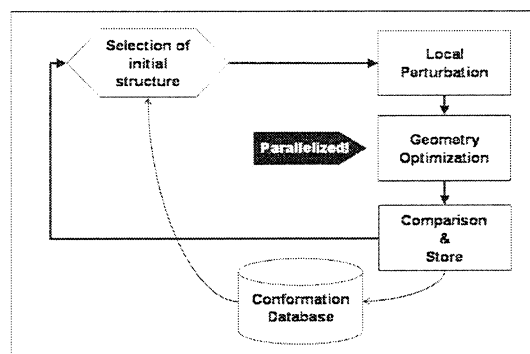 Selection of
initial
structure
Local
Perturbation
Parallelized!
Geometry
Optimization
Comparison
&
Store
Conformation
Database